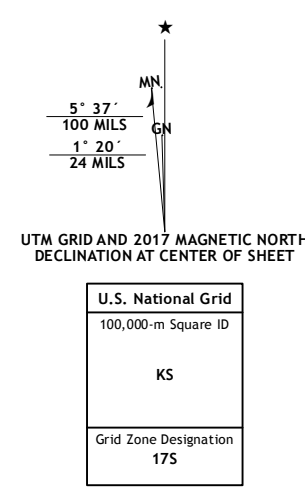 MN.
5° 37´
100 MILS
GN
1° 20´
24 MILS
UTM GRID AND 2017 MAGNETIC NORTH
DECLINATION AT CENTER OF SHEET
U.S. National Grid
100,000-m Square ID
KS
Grid Zone Designation
17S